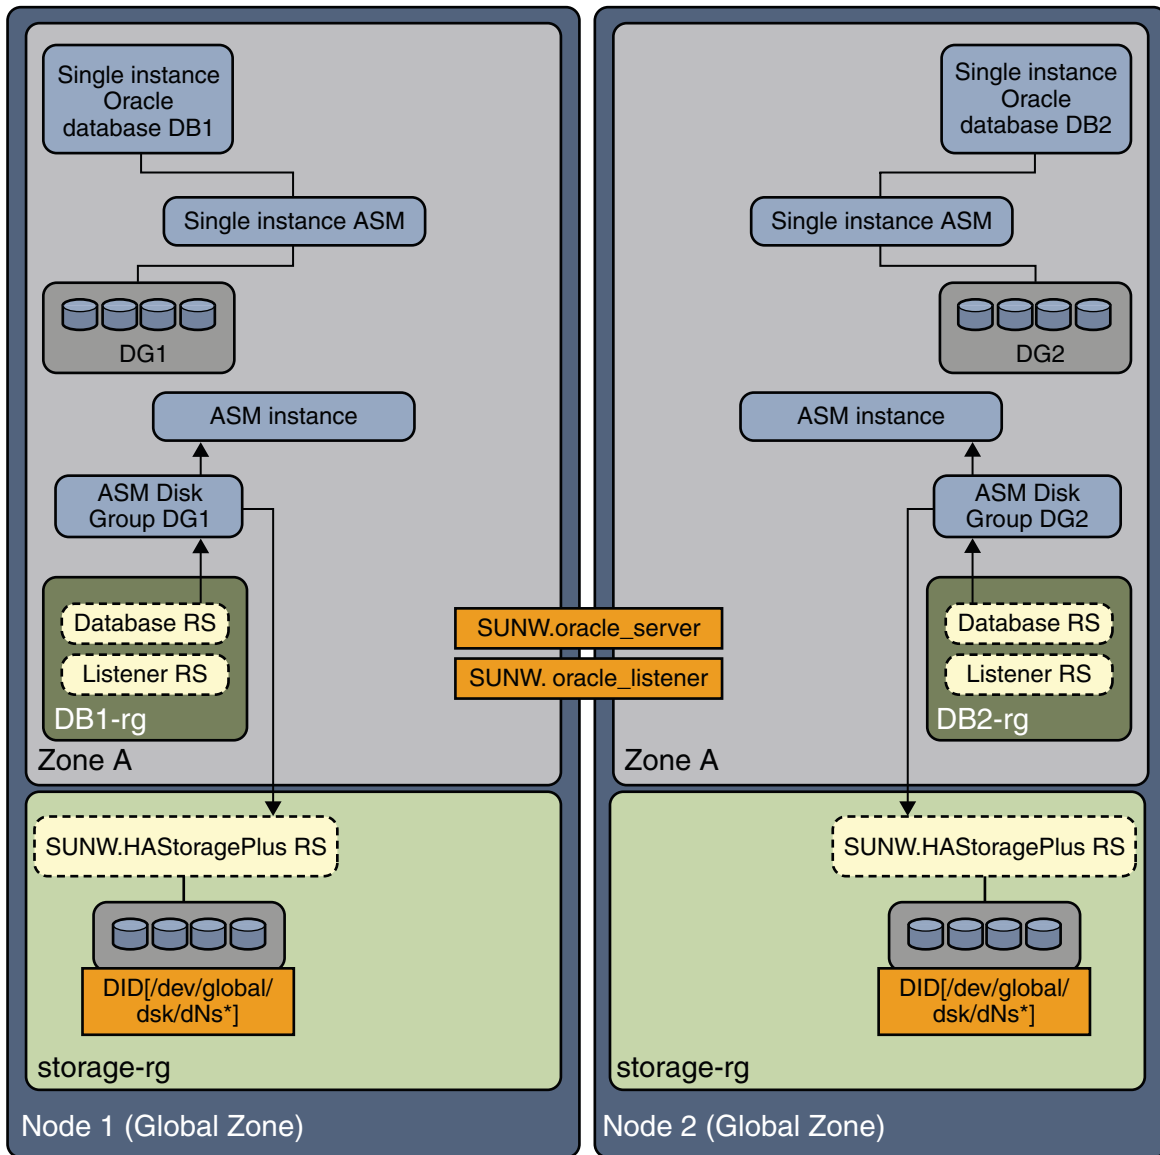 Single instance
Oracle
database DB1
Single instance ASM
DG1
ASM instance
ASM Disk
Group DG1
Database RS
Listener RS
DB1-rg
Zone A
SUNW.HAStoragePlus RS
DID[/dev/global/
dsk/dNs*]
storage-rg
Node 1 (Global Zone)
SUNW.oracle_server
SUNW. oracle_listener
Single instance
Oracle
database DB2
Single instance ASM
DG2
ASM instance
ASM Disk
Group DG2
Database RS
Listener RS
DB2-rg
Zone A
SUNW.HAStoragePlus RS
DID[/dev/global/
dsk/dNs*]
storage-rg
Node 2 (Global Zone)